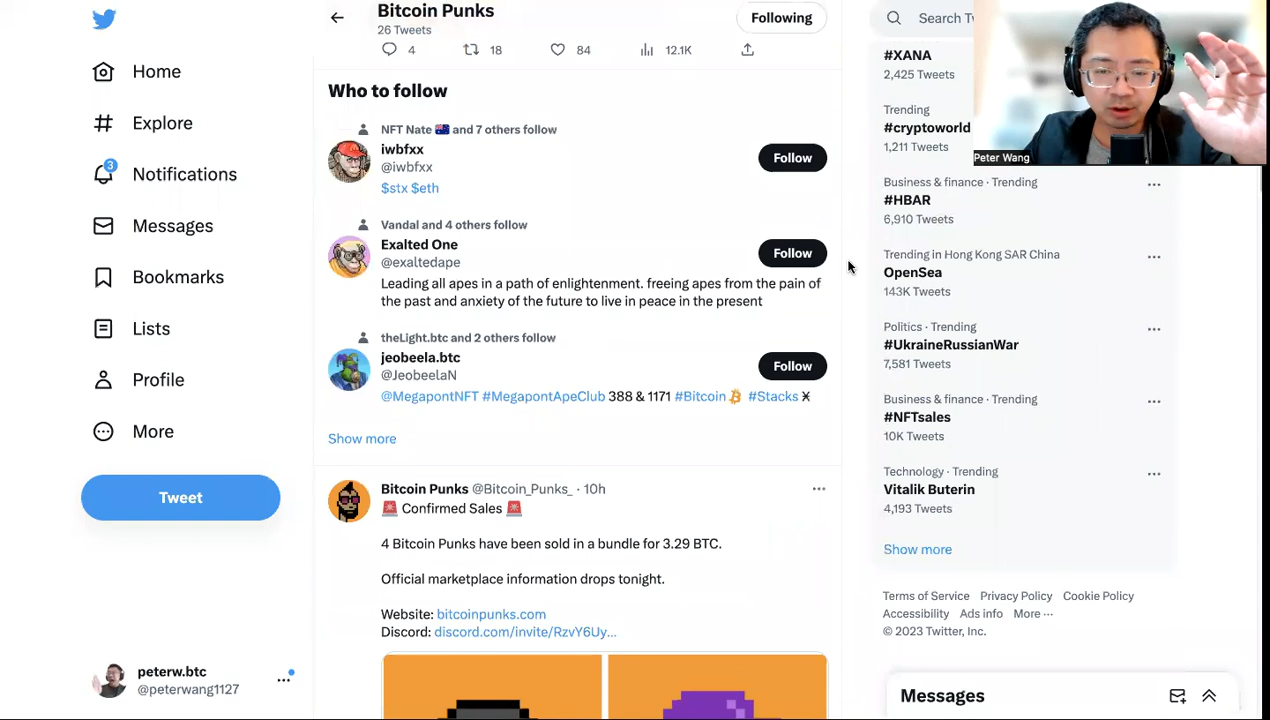 Home
Explore
3
Notifications
Messages
Bookmarks
Lists
Profile
More
Tweet
peterw.btc
@peterwang1127
Bitcoin Punks
26 Tweets
Following
4
18
84
12.1K
Who to follow
NFT Nate 🇦🇺 and 7 others follow
iwbfxx
@iwbfxx
$stx $eth
Follow
Vandal and 4 others follow
Exalted One
@exaltedape
Follow
Leading all apes in a path of enlightenment. freeing apes from the pain of
the past and anxiety of the future to live in peace in the present
theLight.btc and 2 others follow
jeobeela.btc
@JeobeelaN
Follow
@MegapontNFT #MegapontApeClub 388 & 1171 #Bitcoin #Stacks
Show more
Bitcoin Punks @Bitcoin_Punks_ · 10h
🚨 Confirmed Sales 🚨
4 Bitcoin Punks have been sold in a bundle for 3.29 BTC.
Official marketplace information drops tonight.
Website: bitcoinpunks.com
Discord: discord.com/invite/RzvY6Uy...
Search
#XANA
2,425 Tweets
Trending
#cryptoworld
1,211 Tweets
Peter Wang
Business & finance · Trending
#HBAR
6,910 Tweets
Trending in Hong Kong SAR China
OpenSea
143K Tweets
Politics · Trending
#UkraineRussianWar
7,581 Tweets
Business & finance · Trending
#NFTsales
10K Tweets
Technology · Trending
Vitalik Buterin
4,193 Tweets
Show more
Terms of Service Privacy Policy Cookie Policy
Accessibility Ads info More ...
© 2023 Twitter, Inc.
Messages